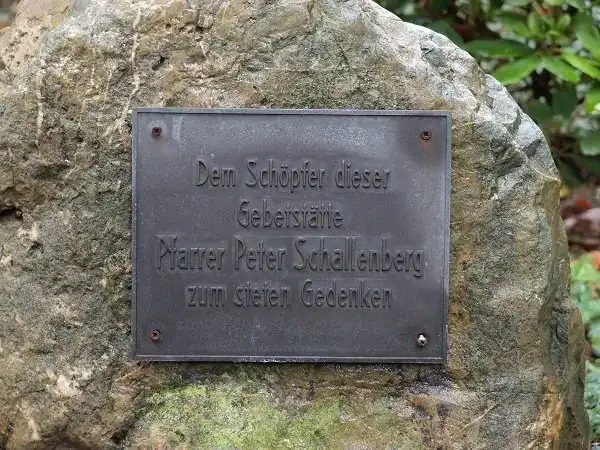 Dem Schöpfer dieser
Gebetstätte
Pfarrer Peter Schallenberg
zum steten Gedenken